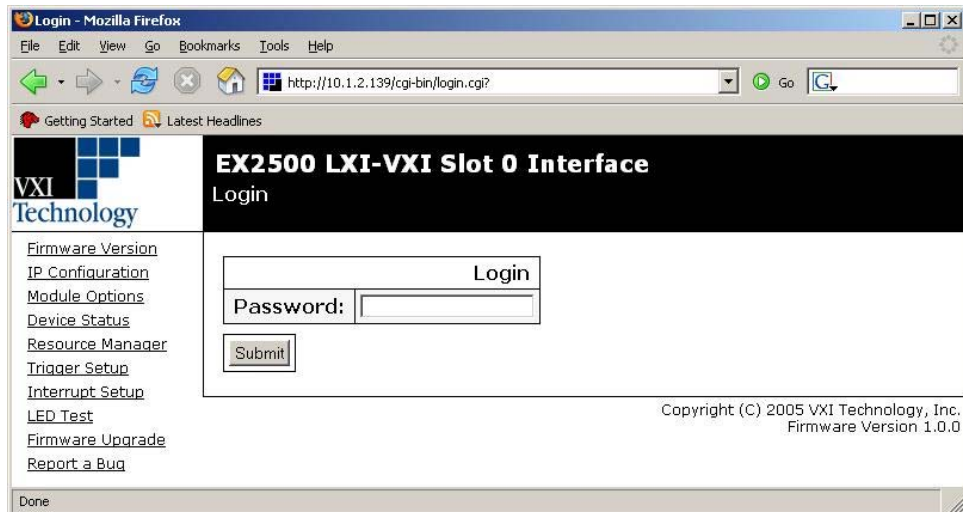 Login - Mozilla Firefox
File Edit View Go Bookmarks Tools Help
http://10.1.2.139/cgi-bin/login.cgi? Go G
Getting Started Latest Headlines
VXI
Technology
EX2500 LXI-VXI Slot 0 Interface
Login
Firmware Version
IP Configuration
Module Options
Device Status
Resource Manager
Trigger Setup
Interrupt Setup
LED Test
Firmware Upgrade
Report a Bug
Login
Password:
Submit
Copyright (C) 2005 VXI Technology, Inc.
Firmware Version 1.0.0
Done